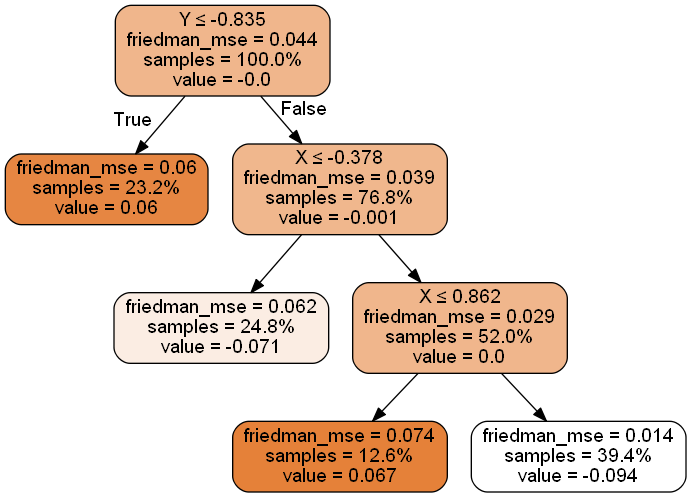 Y ≤ -0.835
friedman_mse = 0.044
samples = 100.0%
value = -0.0
True
False
friedman_mse = 0.06
samples = 23.2%
value = 0.06
X ≤ -0.378
friedman_mse = 0.039
samples = 76.8%
value = -0.001
friedman_mse = 0.062
samples = 24.8%
value = -0.071
X ≤ 0.862
friedman_mse = 0.029
samples = 52.0%
value = 0.0
friedman_mse = 0.074
samples = 12.6%
value = 0.067
friedman_mse = 0.014
samples = 39.4%
value = -0.094